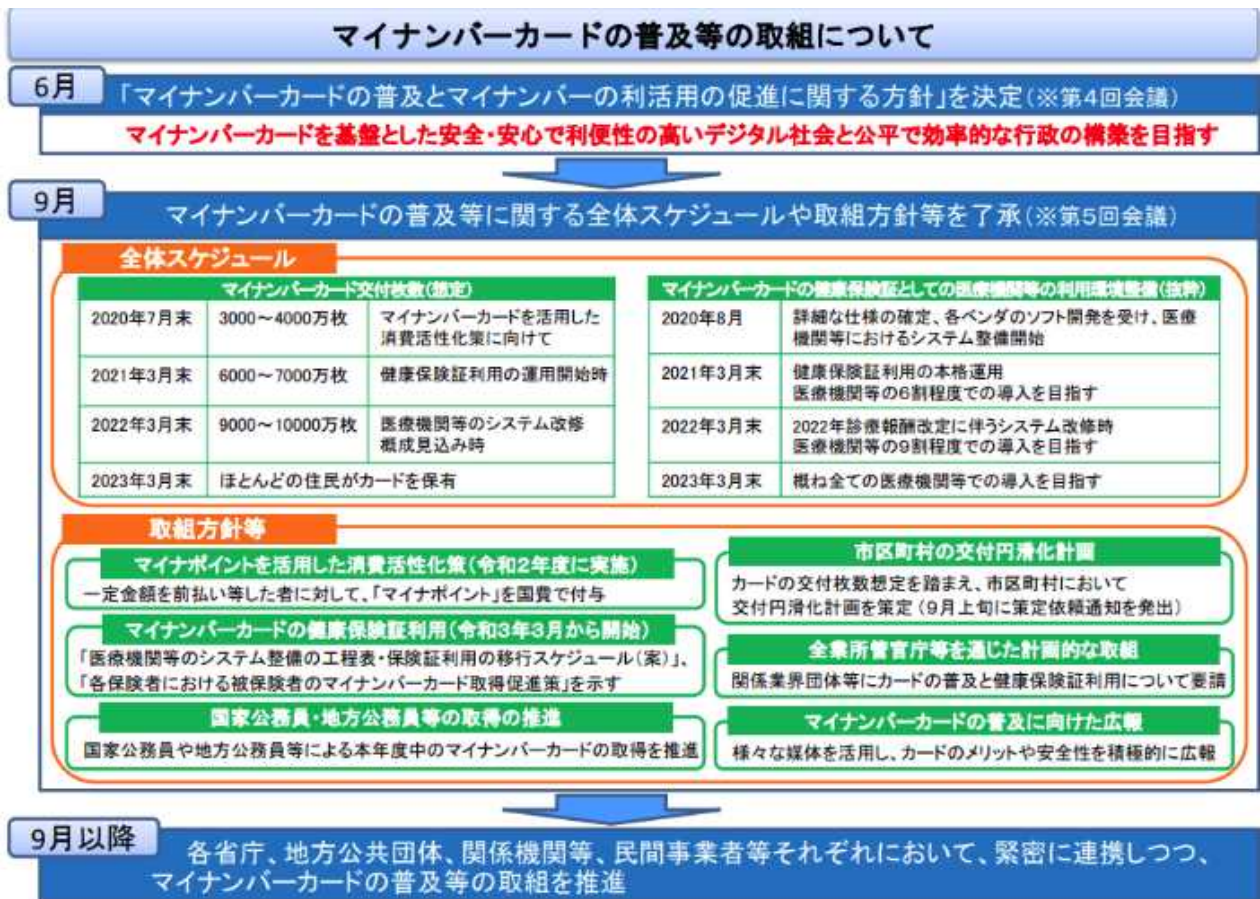 マイナンバーカードの普及等の取組について
6月
「マイナンバーカードの普及とマイナンバーの利活用の促進に関する方針」を決定(※第4回会議)
マイナンバーカードを基盤とした安全・安心で利便性の高いデジタル社会と公平で効率的な行政の構築を目指す
9月
マイナンバーカードの普及等に関する全体スケジュールや取組方針等を了承(※第5回会議)
全体スケジュール
マイナンバーカード交付枚数(想定)
2020年7月末 3000～4000万枚 マイナンバーカードを活用した
消費活性化策に向けて
2021年3月末 6000～7000万枚 健康保険証利用の運用開始時
2022年3月末 9000～10000万枚 医療機関等のシステム改修
概成見込み時
2023年3月末 ほとんどの住民がカードを保有
マイナンバーカードの健康保険証としての医療機関等の利用環境整備(抜粋)
2020年8月 詳細な仕様の確定、各ベンダのソフト開発を受け、医療
機関等におけるシステム整備開始
2021年3月末 健康保険証利用の本格運用
医療機関等の6割程度での導入を目指す
2022年3月末 2022年診療報酬改定に伴うシステム改修時
医療機関等の9割程度での導入を目指す
2023年3月末 概ね全ての医療機関等での導入を目指す
取組方針等
マイナポイントを活用した消費活性化策(令和2年度に実施)
一定金額を前払い等した者に対して、「マイナポイント」を国費で付与
マイナンバーカードの健康保険証利用(令和3年3月から開始)
「医療機関等のシステム整備の工程表・保険証利用の移行スケジュール(案)」、
「各保険者における被保険者のマイナンバーカード取得促進策」を示す
国家公務員・地方公務員等の取得の推進
国家公務員や地方公務員等による本年度中のマイナンバーカードの取得を推進
市区町村の交付円滑化計画
カードの交付枚数想定を踏まえ、市区町村において
交付円滑化計画を策定(9月上旬に策定依頼通知を発出)
全業所管官庁等を通じた計画的な取組
関係業界団体等にカードの普及と健康保険証利用について要請
マイナンバーカードの普及に向けた広報
様々な媒体を活用し、カードのメリットや安全性を積極的に広報
9月以降
各省庁、地方公共団体、関係機関等、民間事業者等それぞれにおいて、緊密に連携しつつ、
マイナンバーカードの普及等の取組を推進